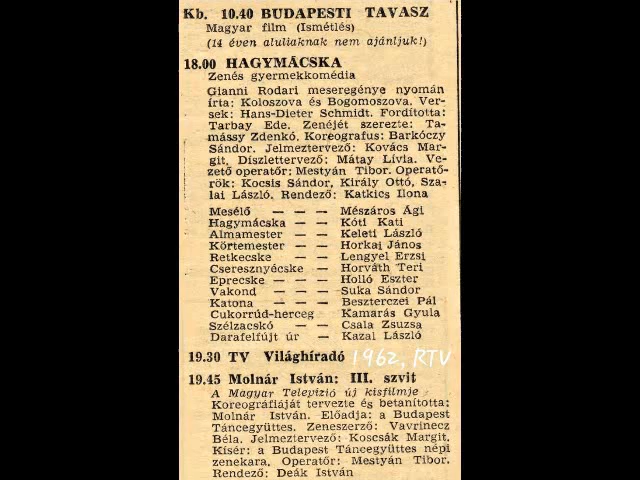 Kb. 10.40 BUDAPESTI TAVASZ
Magyar film (Ismétlés)
(14 éven aluliaknak nem ajánljuk!)
18.00 HAGYMÁCSKA
Zenés gyermekkomédia
Gianni Rodari meseregénye nyomán
írta: Koloszova és Bogomoszova. Ver-
sek: Hans-Dieter Schmidt. Fordította:
Tarbay Ede. Zenéjét szerezte: Ta-
mássy Zdenkó. Koreografus: Barkóczy
Sándor. Jelmeztervező: Kovács Mar-
git. Díszlettervező: Mátay Lívia. Ve-
zető operatőr: Mestyán Tibor. Operatő-
rök: Kocsis Sándor, Király Ottó, Sza-
lai László. Rendező: Katkics Ilona
Mesélő — — — Mészáros Ági
Hagymácska — — Kóti Kati
Almamester — — Keleti László
Körtemester — — Horkai János
Retkecske — — Lengyel Erzsi
Cseresznyécske — Horváth Teri
Eprecske — — — Holló Eszter
Vakond — — — Suka Sándor
Katona — — — Beszterczei Pál
Cukorrúd-herceg — Kamarás Gyula
Szélzacskó — — Csala Zsuzsa
Darafelfújt úr — Kazal László
19.30 TV Világhíradó 1962, RTV
19.45 Molnár István: III. szvit
A Magyar Televízió új kisfilmje
Koreográfiáját tervezte és betanította:
Molnár István. Előadja: a Budapest
Táncegyüttes. Zeneszerző: Vavrinecz
Béla. Jelmeztervező: Koscsák Margit.
Kísér: a Budapest Táncegyüttes népi
zenekara. Operatőr: Mestyán Tibor.
Rendező: Deák István